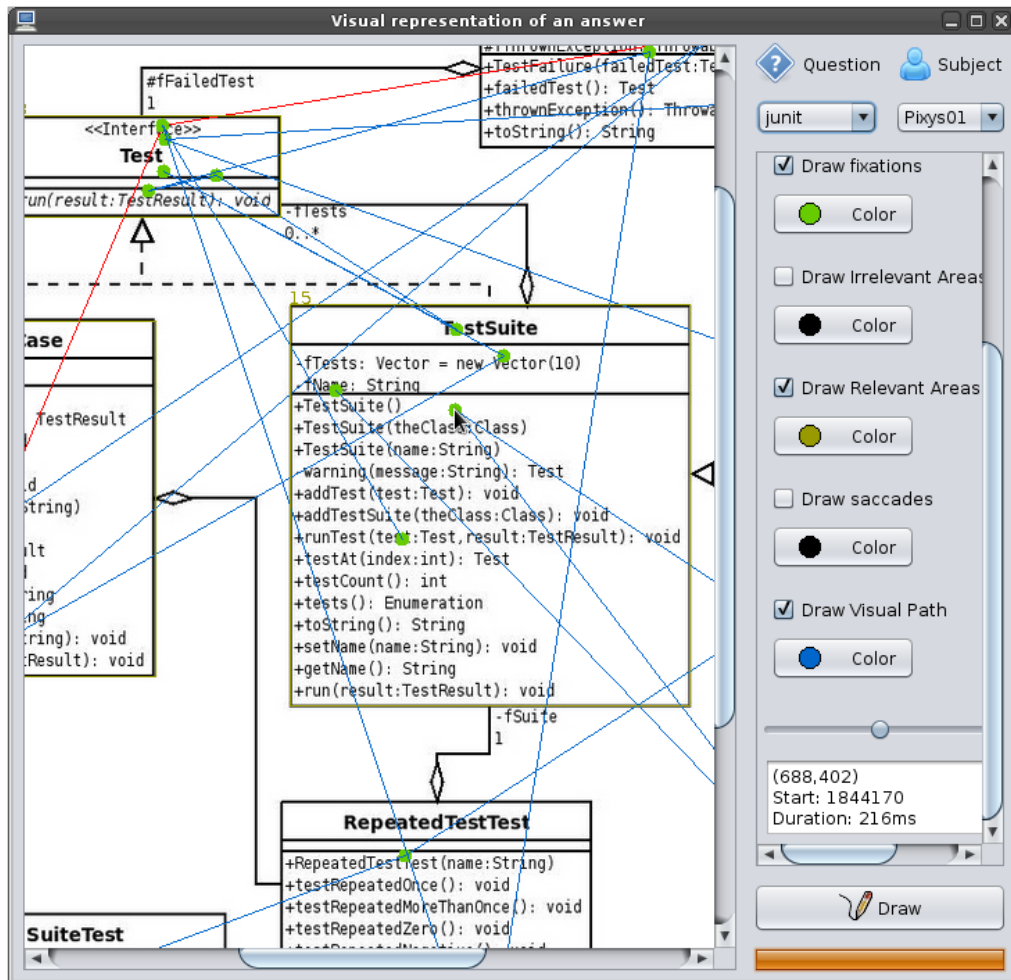 Visual representation of an answer
Question
Subject
junit
Pixys01
#fFailedTest
1
+TestFailure(failedTest:Te
+failedTest(): Test
+thrownException(): Throwa
+toString(): String
<<Interface>>
Test
run(result:TestResult): void
-fTests
0..*
15
TestSuite
-fTests: Vector = new Vector(10)
-fName: String
+TestSuite()
+TestSuite(theClass:Class)
+TestSuite(name:String)
warning(message:String): Test
+addTest(test:Test): void
+addTestSuite(theClass:Class): void
+runTest(test:Test,result:TestResult): void
+testAt(index:int): Test
+testCount(): int
+tests(): Enumeration
+toString(): String
+setName(name:String): void
+getName(): String
+run(result:TestResult): void
Case
TestResult
d
String)
ult
ring
ng
ring): void
tResult): void
-fSuite
1
RepeatedTestTest
+RepeatedTestTest(name:String)
+testRepeatedOnce(): void
+testRepeatedMoreThanOnce(): void
+testRepeatedZero(): void
+testRepeatedNegative(): void
SuiteTest
Draw fixations
Color
Draw Irrelevant Areas
Color
Draw Relevant Areas
Color
Draw saccades
Color
Draw Visual Path
Color
(688,402)
Start: 1844170
Duration: 216ms
Draw